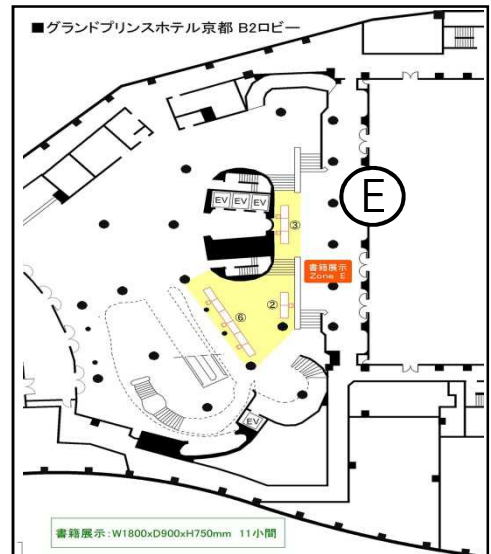 ■グランドプリンスホテル京都 B2ロビー
E
EV EV EV
③
書籍展示
Zone E
②
⑥
EV
書籍展示:W1800xD900xH750mm 11小間